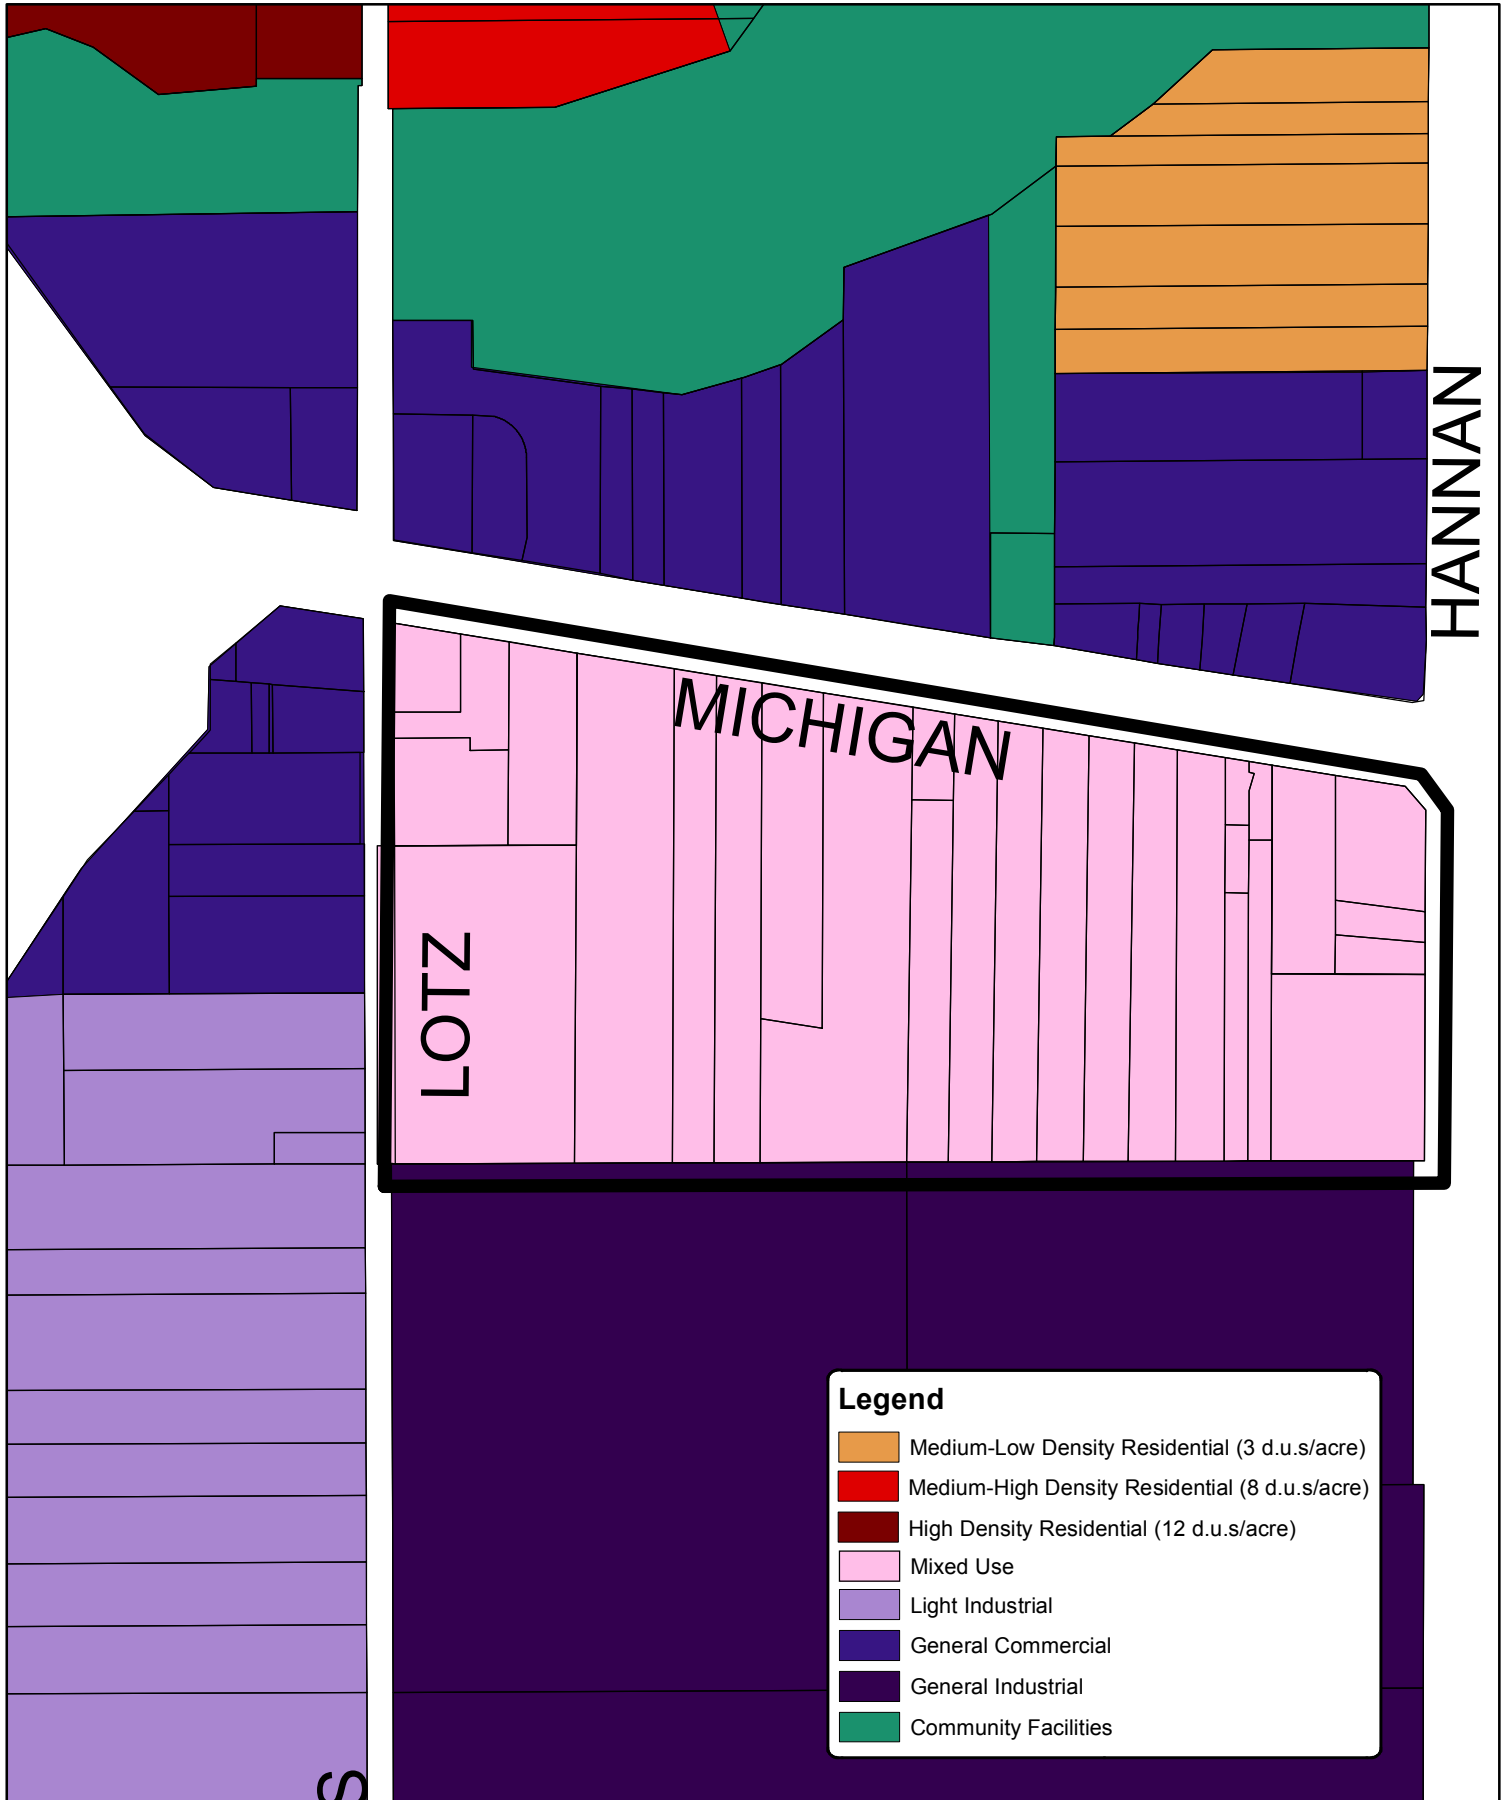 HANNAN
MICHIGAN
LOTZ
Legend
Medium-Low Density Residential (3 d.u.s/acre)
Medium-High Density Residential (8 d.u.s/acre)
High Density Residential (12 d.u.s/acre)
Mixed Use
Light Industrial
General Commercial
General Industrial
Community Facilities
S